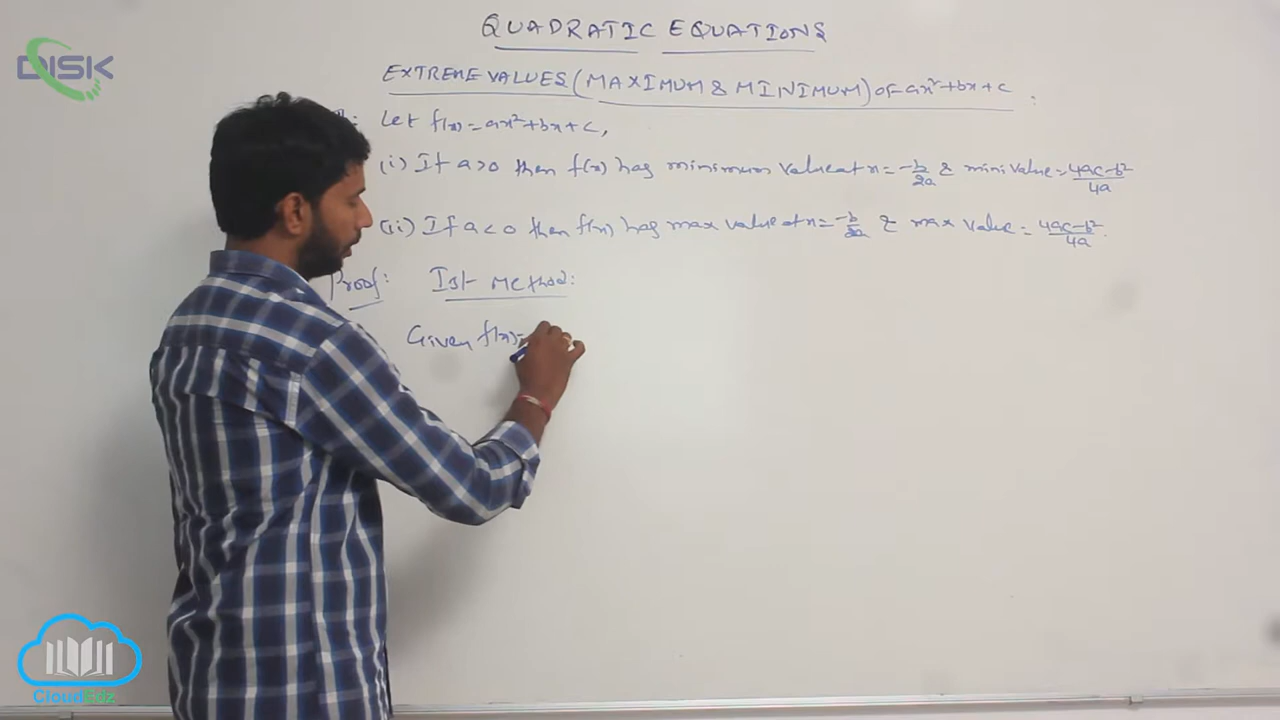 QUADRATIC EQUATIONS
DISK
EXTREME VALUES (MAXIMUM & MINIMUM) of ax²+bx+c :
Let f(x) = ax²+bx+c,
(i) If a>0 then f(x) has minimum value at x = -b/2a & mini value = 4ac-b²/4a
(ii) If a<0 then f(x) has max value at x = -b/2a & max value = 4ac-b²/4a.
Proof: Ist Method:
Given f(x)=